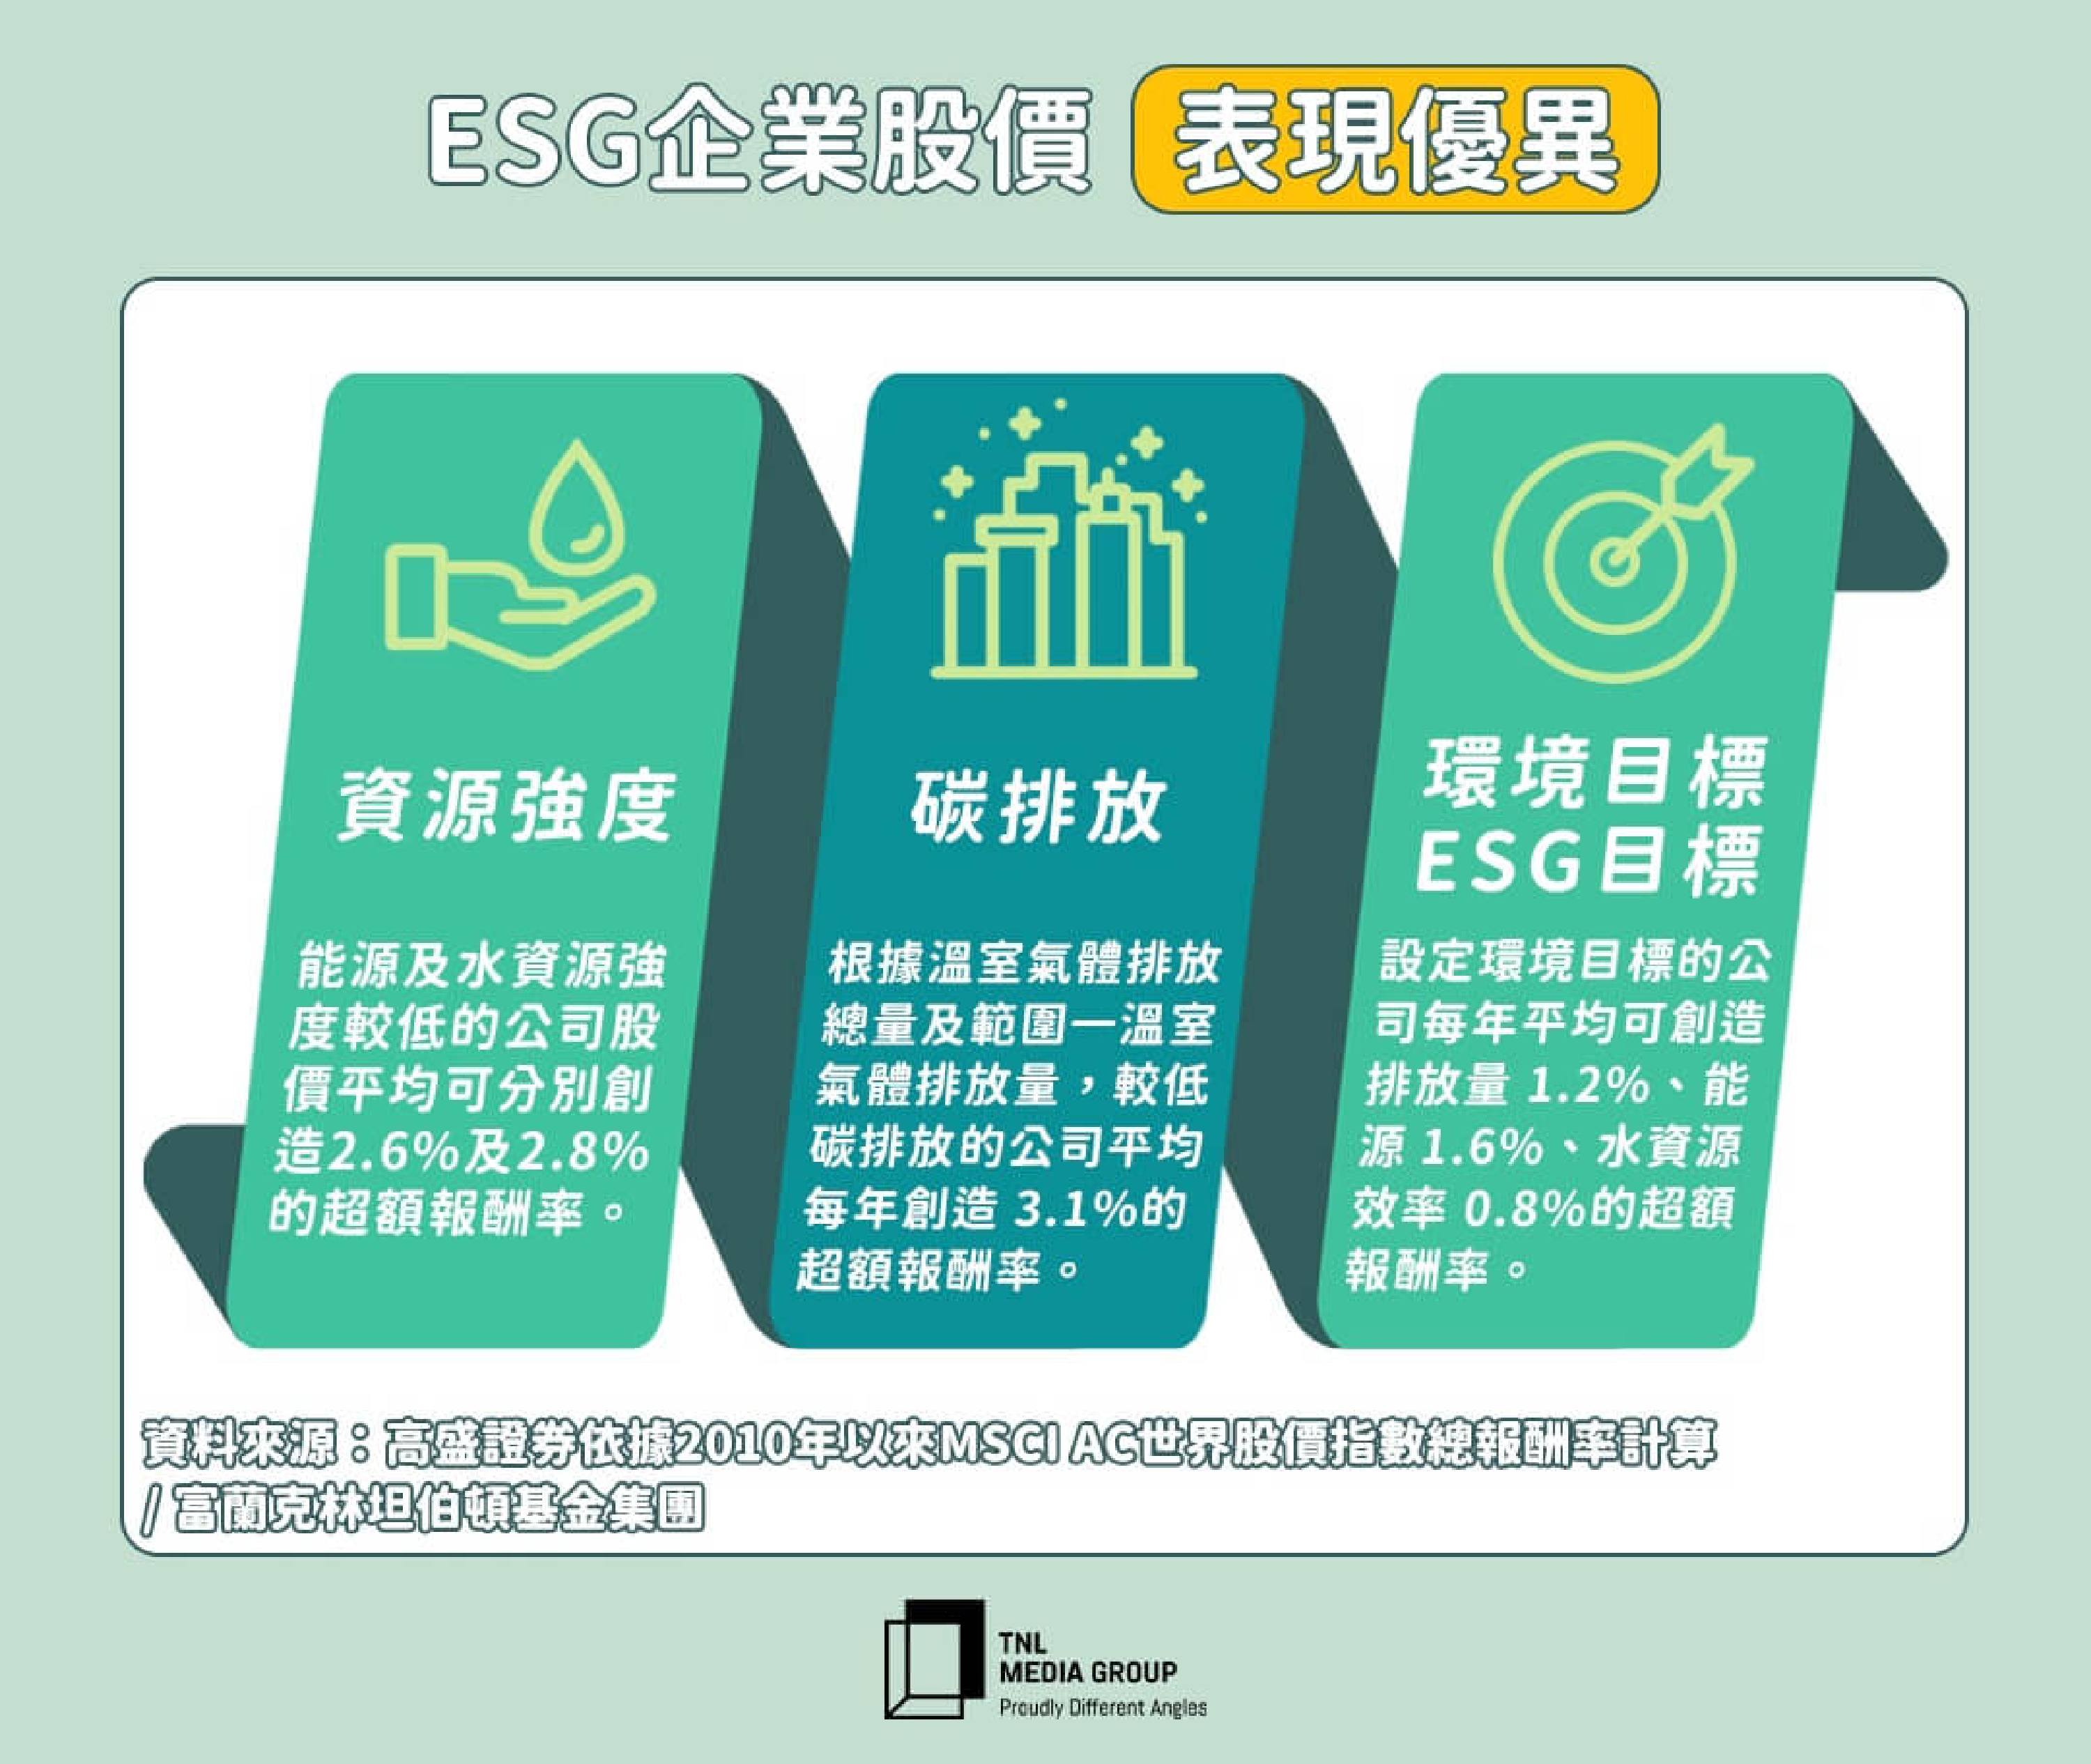 ESG企業股價 表現優異
資源強度
能源及水資源強
度較低的公司股
價平均可分別創
造2.6%及2.8%
的超額報酬率。
碳排放
根據溫室氣體排放
總量及範圍一溫室
氣體排放量，較低
碳排放的公司平均
每年創造 3.1%的
超額報酬率。
環境目標
ESG目標
設定環境目標的公
司每年平均可創造
排放量 1.2%、能
源 1.6%、水資源
效率 0.8%的超額
報酬率。
資料來源：高盛證券依據2010年以來MSCI AC世界股價指數總報酬率計算
/ 富蘭克林坦伯頓基金集團
TNL
MEDIA GROUP
Proudly Different Angles